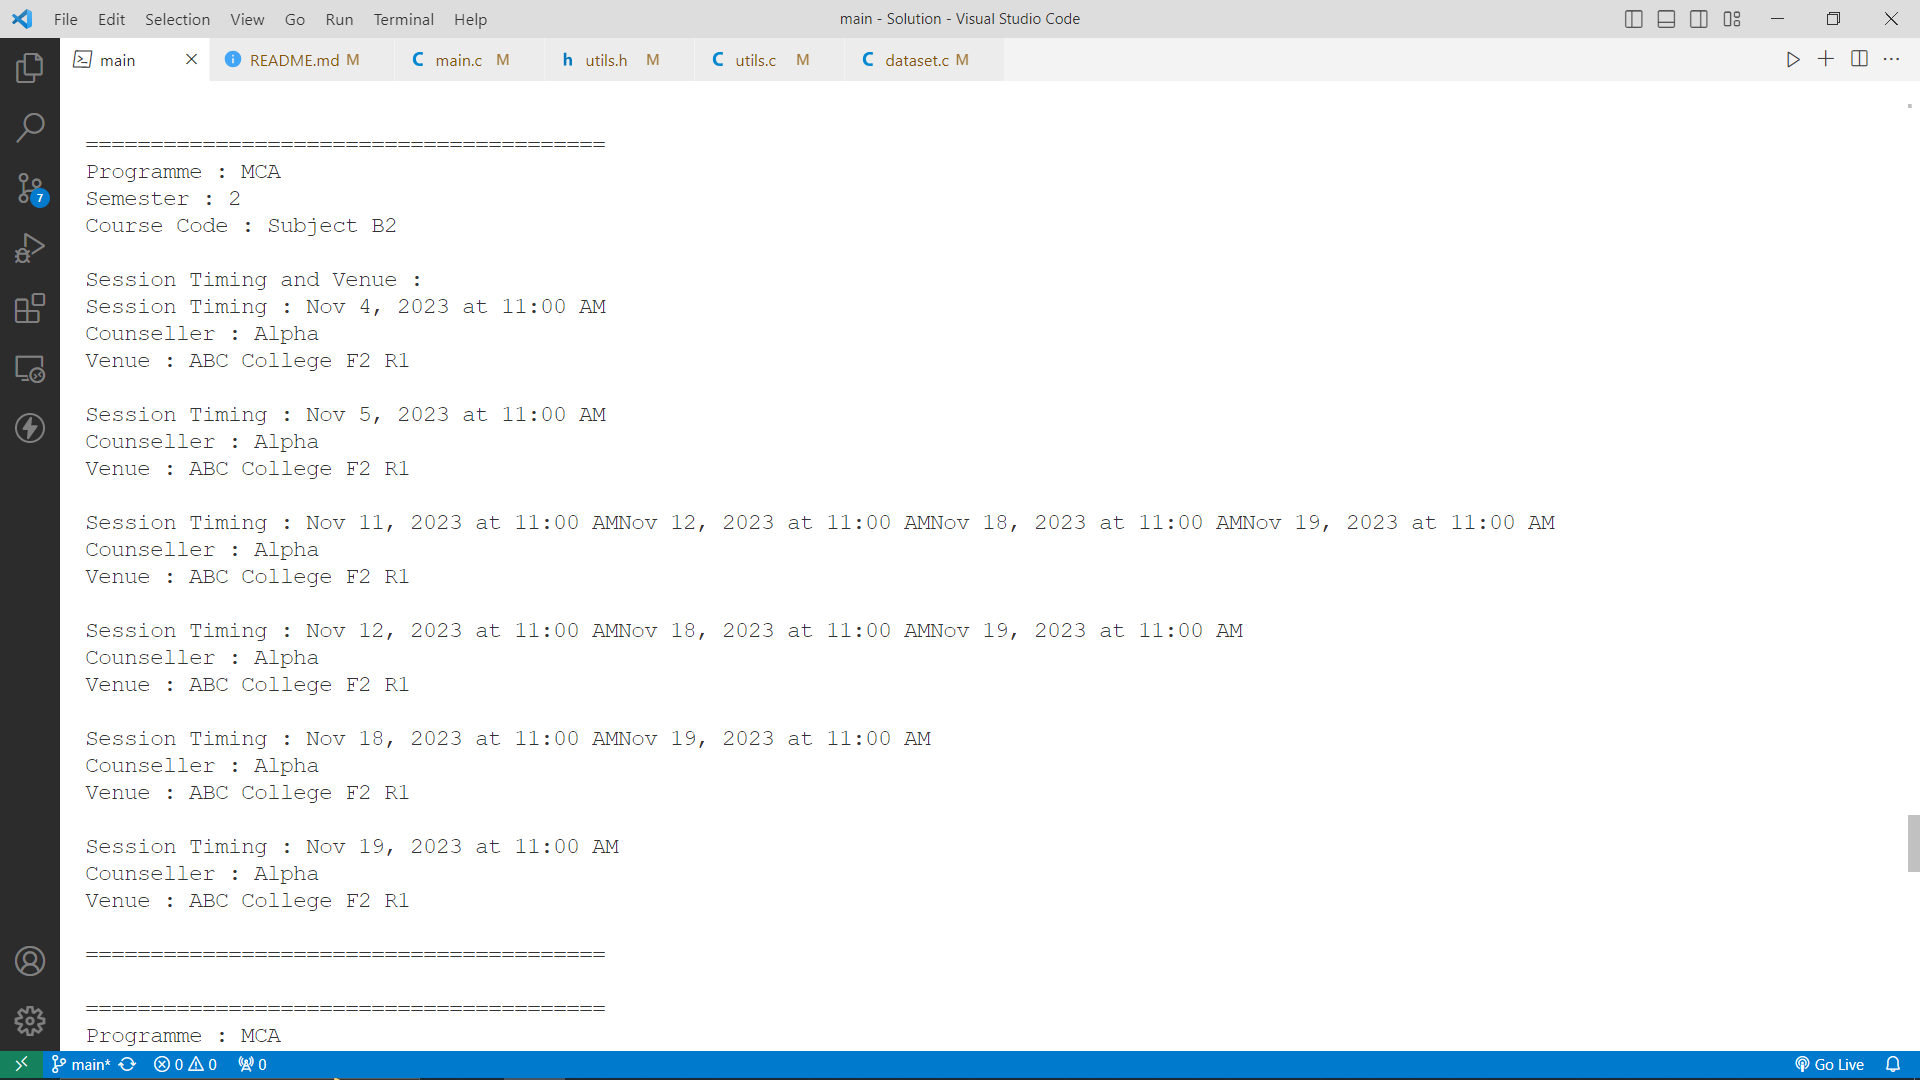 File Edit Selection View Go Run Terminal Help main - Solution - Visual Studio Code
main README.md M C main.c M h utils.h M C utils.c M C dataset.c M
========================================
Programme : MCA
Semester : 2
Course Code : Subject B2
Session Timing and Venue :
Session Timing : Nov 4, 2023 at 11:00 AM
Counseller : Alpha
Venue : ABC College F2 R1
Session Timing : Nov 5, 2023 at 11:00 AM
Counseller : Alpha
Venue : ABC College F2 R1
Session Timing : Nov 11, 2023 at 11:00 AMNov 12, 2023 at 11:00 AMNov 18, 2023 at 11:00 AMNov 19, 2023 at 11:00 AM
Counseller : Alpha
Venue : ABC College F2 R1
Session Timing : Nov 12, 2023 at 11:00 AMNov 18, 2023 at 11:00 AMNov 19, 2023 at 11:00 AM
Counseller : Alpha
Venue : ABC College F2 R1
Session Timing : Nov 18, 2023 at 11:00 AMNov 19, 2023 at 11:00 AM
Counseller : Alpha
Venue : ABC College F2 R1
Session Timing : Nov 19, 2023 at 11:00 AM
Counseller : Alpha
Venue : ABC College F2 R1
========================================
========================================
Programme : MCA
7
main* 0 0 0 Go Live